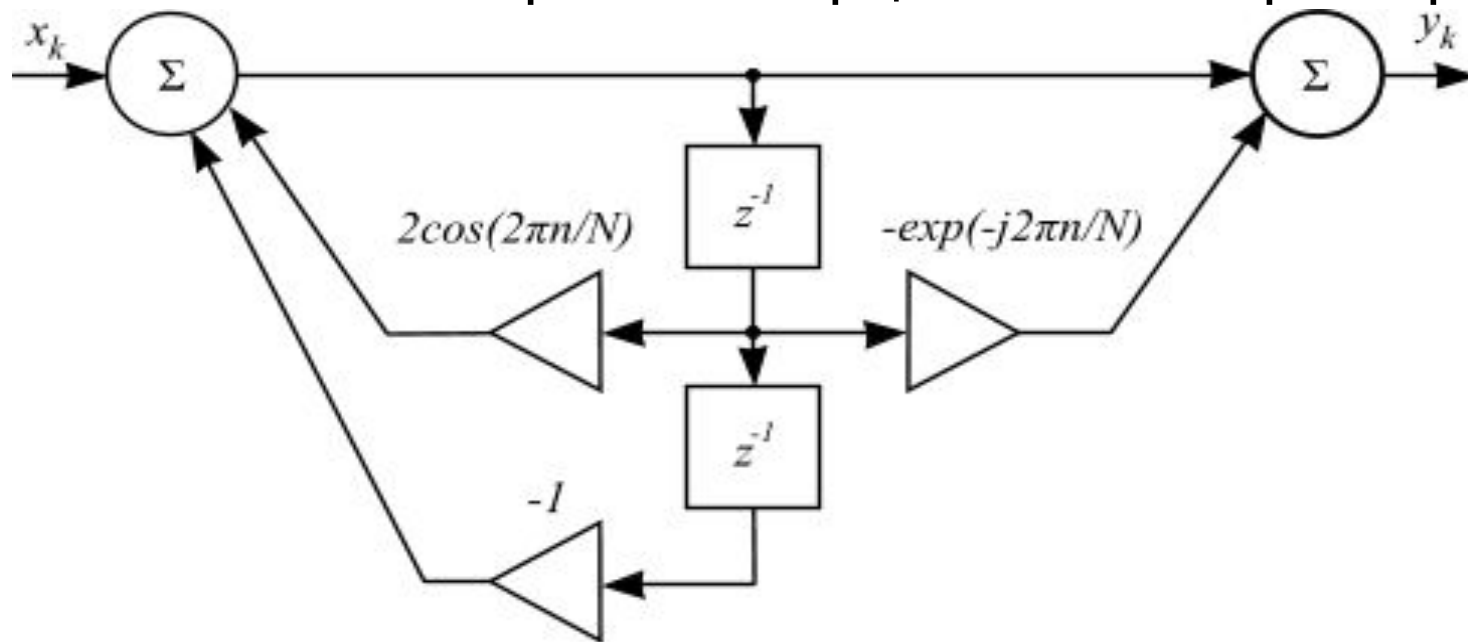 x_k
y_k
Σ
Σ
z^{-1}
2cos(2πn/N)
-exp(-j2πn/N)
z^{-1}
-1